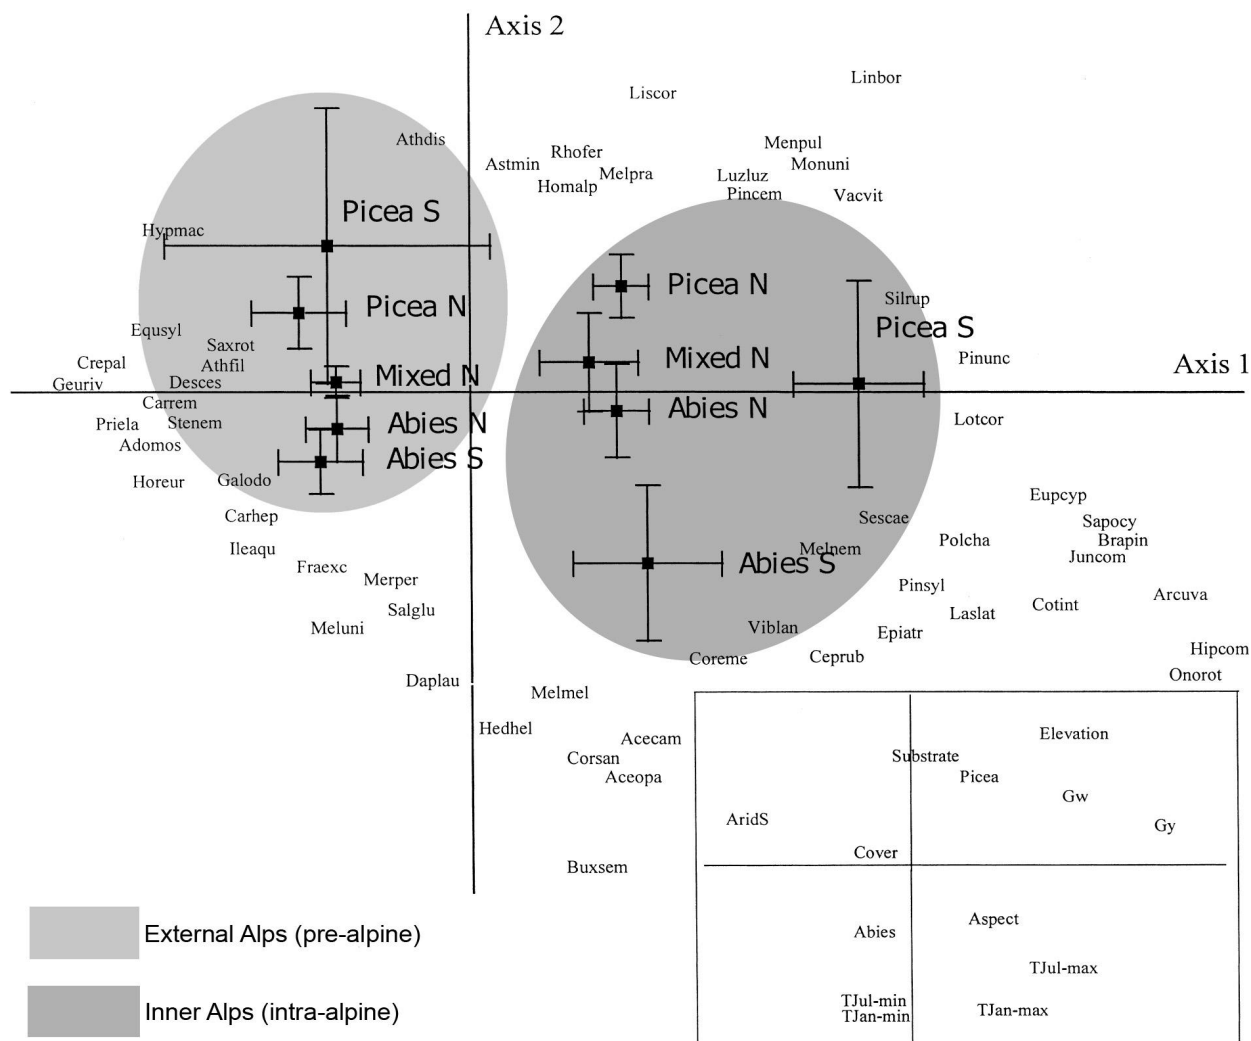 Axis 2
Linbor
Liscor
Athdis
Menpul
Rhofer
Astmin
Monuni
Melpra
Luzluz
Homalp
Pincem
Vacvit
Picea S
Hypmac
Picea N
Silrup
Picea N
Picea S
Equsyl
Saxrot
Mixed N
Pinunc
Crepal
Athfil
Axis 1
Geuriv
Desces
Mixed N
Carrem
Abies N
Priela
Stenem
Abies N
Lotcor
Adomos
Abies S
Horeur
Galodo
Eupcyp
Carhep
Sescae
Sapocy
Polcha
Brapin
Ileaqu
Melnem
Juncom
Fraexc
Abies S
Merper
Pinsyl
Arcuva
Salglu
Laslat
Cotint
Meluni
Viblan
Epiatr
Coreme
Ceprub
Hipcom
Daplau
Onorot
Melmel
Hedhel
Acecam
Corsan
Aceopa
Buxsem
Elevation
Substrate
Picea
Gw
AridS
Gy
Cover
Abies
Aspect
TJul-max
TJul-min
TJan-max
TJan-min
External Alps (pre-alpine)
Inner Alps (intra-alpine)